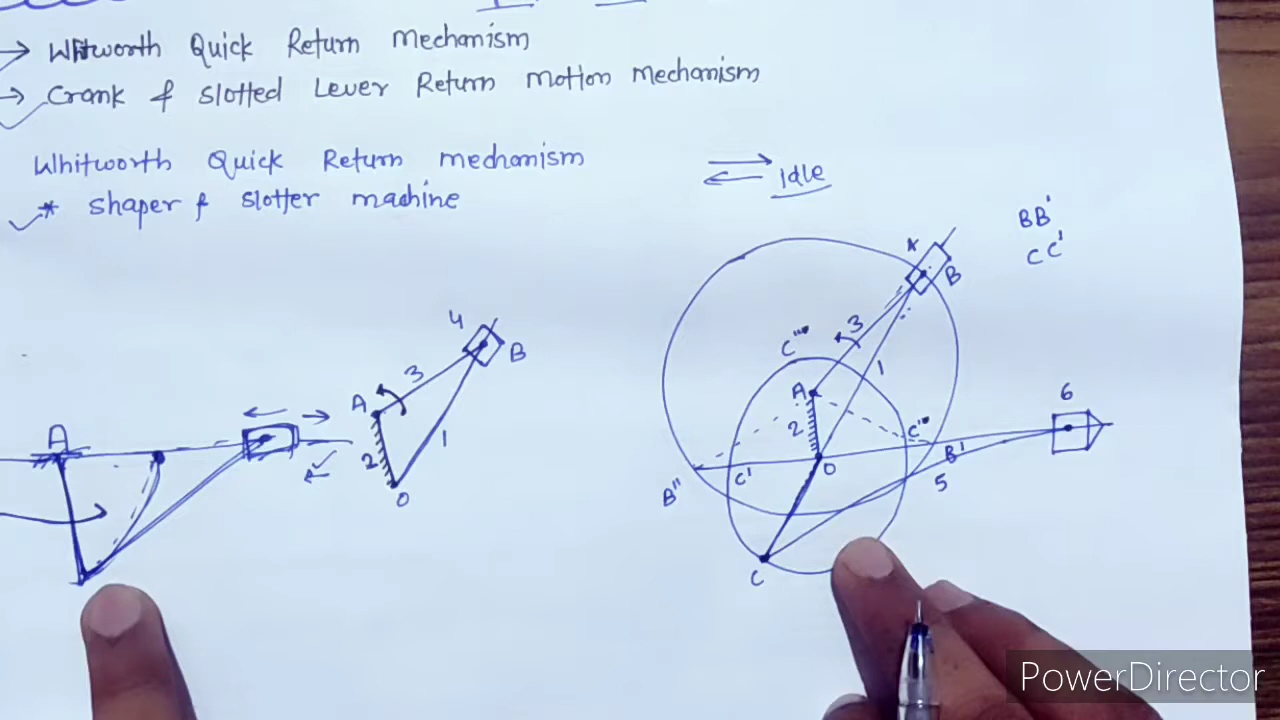 → Whitworth Quick Return Mechanism
→ Crank & Slotted Lever Return Motion Mechanism
Whitworth Quick Return mechanism
* Shaper & slotter machine
Idle
BB'
CC'
A
A
3
4
B
2
1
O
X
B
3
C'''
1
A
2
C'''
6
B''
C'
O
B'
5
C
PowerDirector